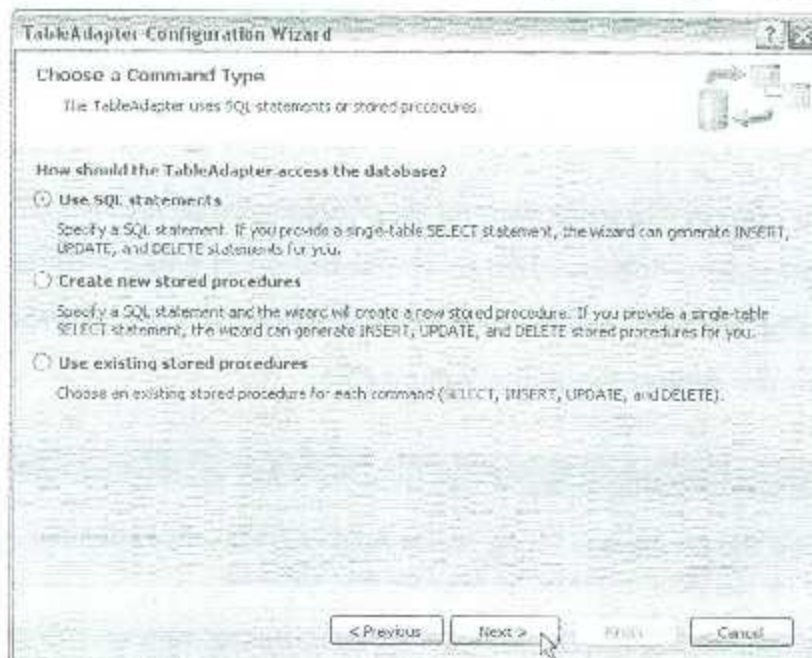 TableAdapter Configuration Wizard
?
Choose a Command Type
The TableAdapter uses SQL statements or stored procedures.
How should the TableAdapter access the database?
Use SQL statements
Specify a SQL statement. If you provide a single-table SELECT statement, the wizard can generate INSERT,
UPDATE, and DELETE statements for you.
Create new stored procedures
Specify a SQL statement and the wizard will create a new stored procedure. If you provide a single-table
SELECT statement, the wizard can generate INSERT, UPDATE, and DELETE stored procedures for you.
Use existing stored procedures
Choose an existing stored procedure for each command (SELECT, INSERT, UPDATE, and DELETE).
< Previous
Next >
Finish
Cancel